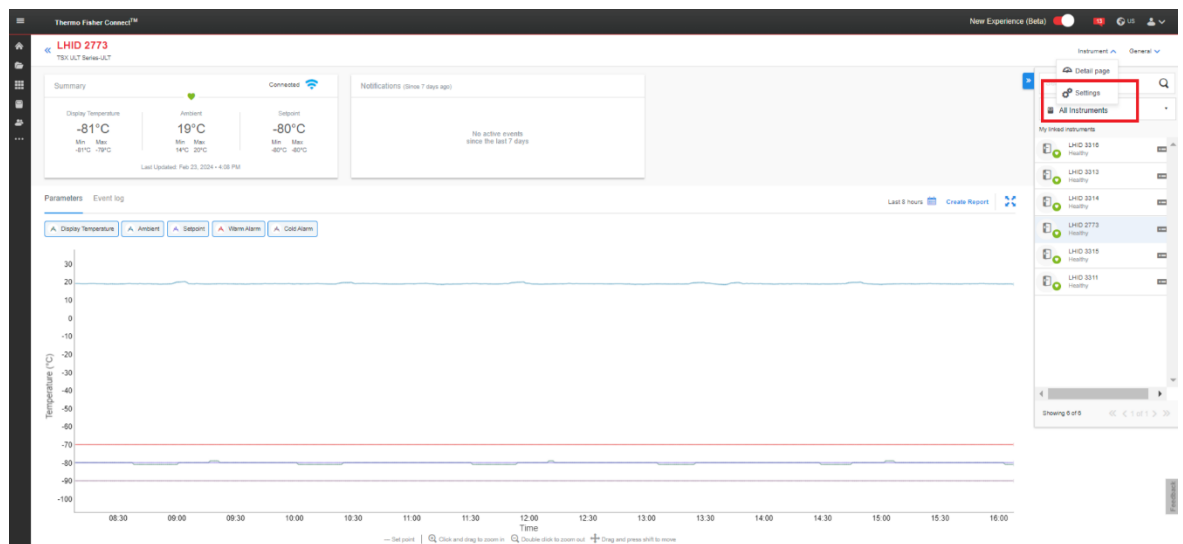 Thermo Fisher Connect™
New Experience (Beta)
13
US
LHID 2773
TSX ULT Series-ULT
Instrument
General
Detail page
Settings
All Instruments
Summary
Connected
Display Temperature
Ambient
Setpoint
-81°C
19°C
-80°C
Min Max
Min Max
Min Max
-81°C -79°C
14°C 20°C
-80°C -80°C
Last Updated: Feb 23, 2024 - 4:08 PM
Notifications (Since 7 days ago)
No active events
since the last 7 days
My linked instruments
LHID 3316
Healthy
LHID 3313
Healthy
LHID 3314
Healthy
LHID 2773
Healthy
LHID 3315
Healthy
LHID 3311
Healthy
Showing 6 of 6
1 of 1
Parameters
Event log
Last 8 hours
Create Report
Display Temperature
Ambient
Setpoint
Warm Alarm
Cold Alarm
Temperature (°C)
30
20
10
0
-10
-20
-30
-40
-50
-60
-70
-80
-90
-100
08:30 09:00 09:30 10:00 10:30 11:00 11:30 12:00 12:30 13:00 13:30 14:00 14:30 15:00 15:30 16:00
Time
Set point
Click and drag to zoom in
Double click to zoom out
Drag and press shift to move
Feedback